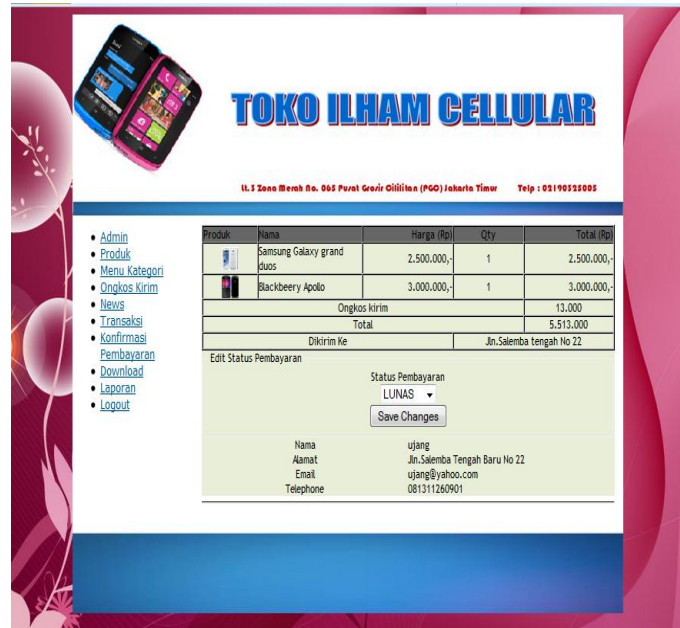 TOKO ILHAM CELLULAR
Lt.3 Zona Merah No. 065 Pusat Grosir Cililitan (PGC) Jakarta Timur Telp : 02190525005
Admin
Produk
Menu Kategori
Ongkos Kirim
News
Transaksi
Konfirmasi
Pembayaran
Download
Laporan
Logout
Produk Nama Harga (Rp) Qty Total (Rp)
Samsung Galaxy grand
duos 2.500.000,- 1 2.500.000,-
Blackbeery Apollo 3.000.000,- 1 3.000.000,-
Ongkos kirim 13.000
Total 5.513.000
Dikirim Ke Jln.Salemba tengah No 22
Edit Status Pembayaran
Status Pembayaran
LUNAS
Save Changes
Nama ujang
Alamat Jln.Salemba Tengah Baru No 22
Email ujang@yahoo.com
Telephone 081311260901